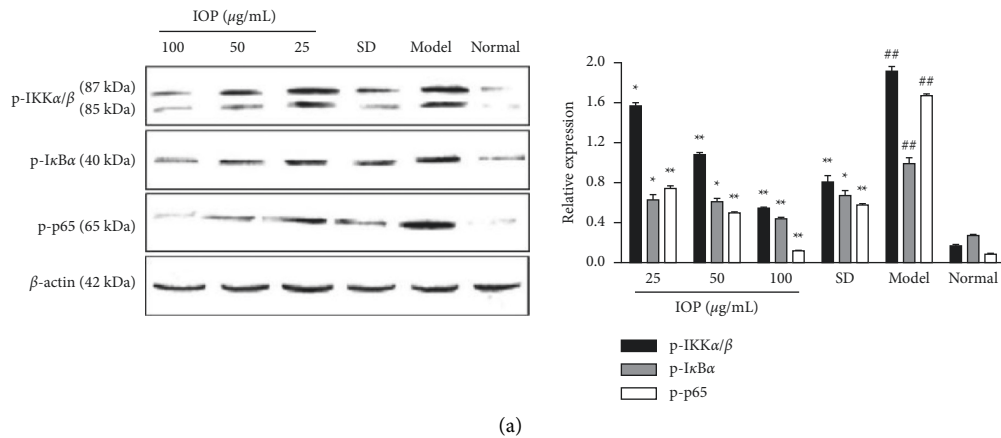 IOP (μg/mL)
100 50 25 SD Model Normal
p-IKKα/β (87 kDa)
(85 kDa)
p-IκBα (40 kDa)
p-p65 (65 kDa)
β-actin (42 kDa)
Relative expression
2.0
1.6
1.2
0.8
0.4
0.0
* * **
** * **
** ** **
** * **
## ## ##
25 50 100 SD Model Normal
IOP (μg/mL)
p-IKKα/β
p-IκBα
p-p65
(a)